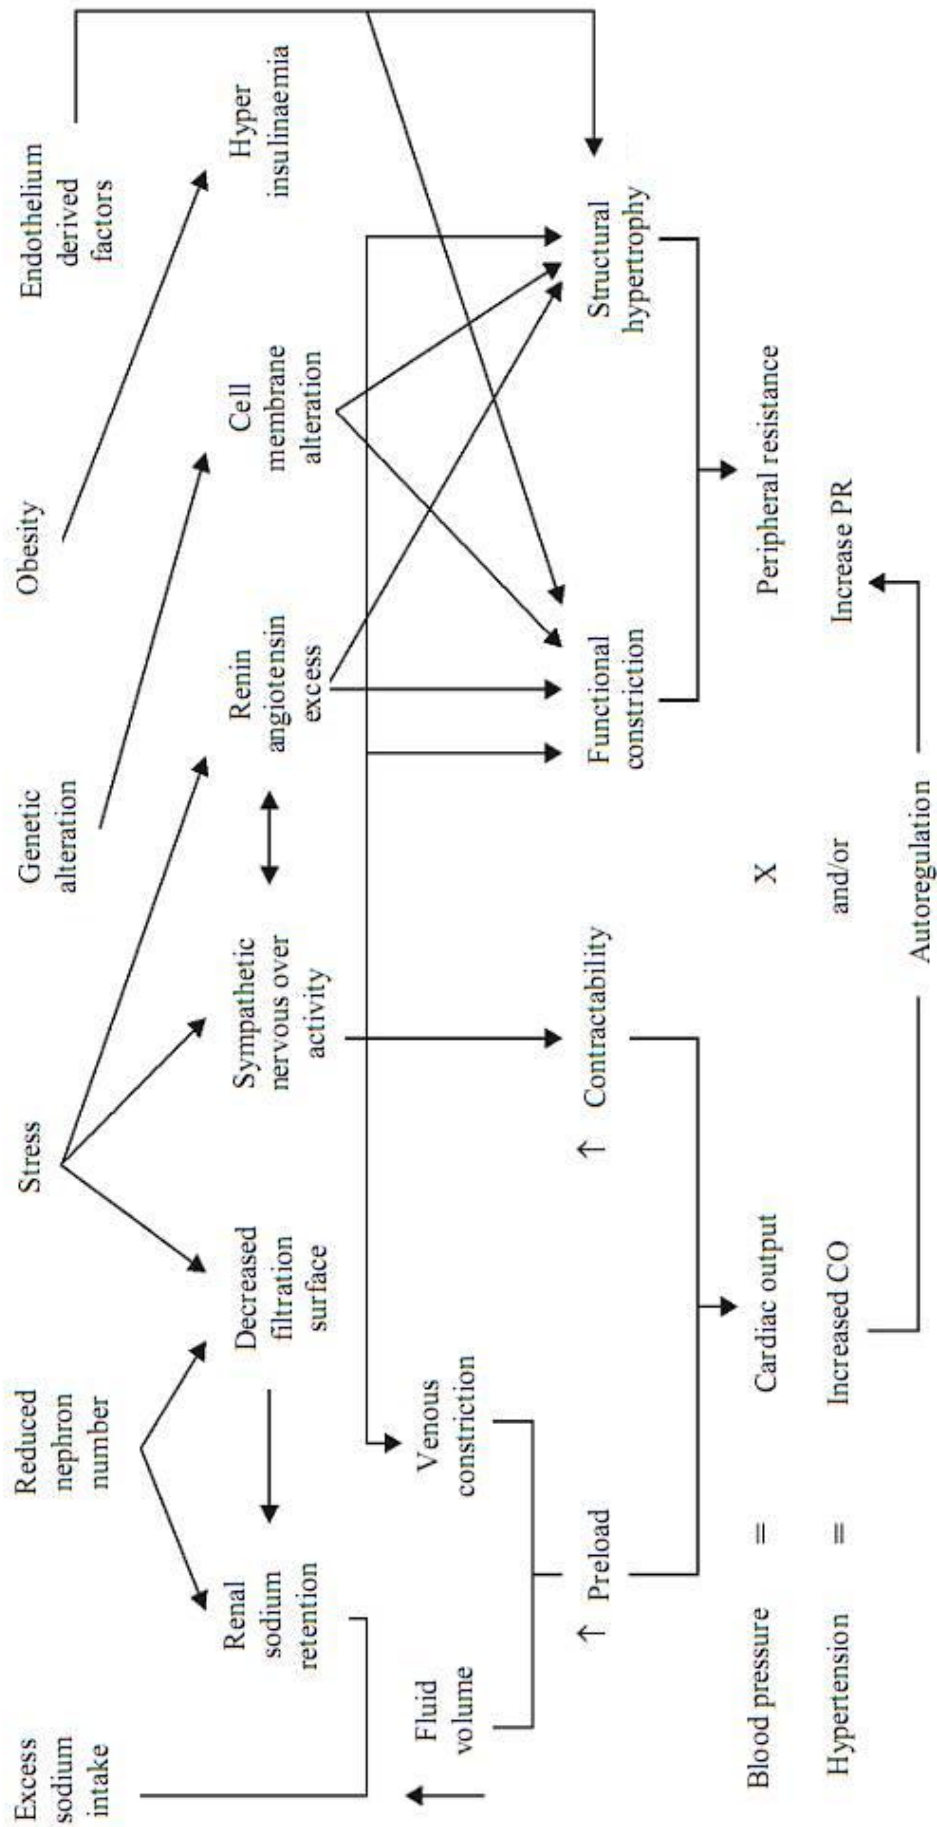 Excess
sodium
intake
Reduced
nephron
number
Stress
Genetic
alteration
Obesity
Endothelium
derived
factors
Renal
sodium
retention
Decreased
filtration
surface
Sympathetic
nervous over
activity
Renin
angiotensin
excess
Cell
membrane
alteration
Hyper
insulinaemia
Fluid
volume
Venous
constriction
↑ Preload
↑ Contractability
Functional
constriction
Structural
hypertrophy
Blood pressure = Cardiac output X Peripheral resistance
Hypertension = Increased CO and/or Increase PR
Autoregulation